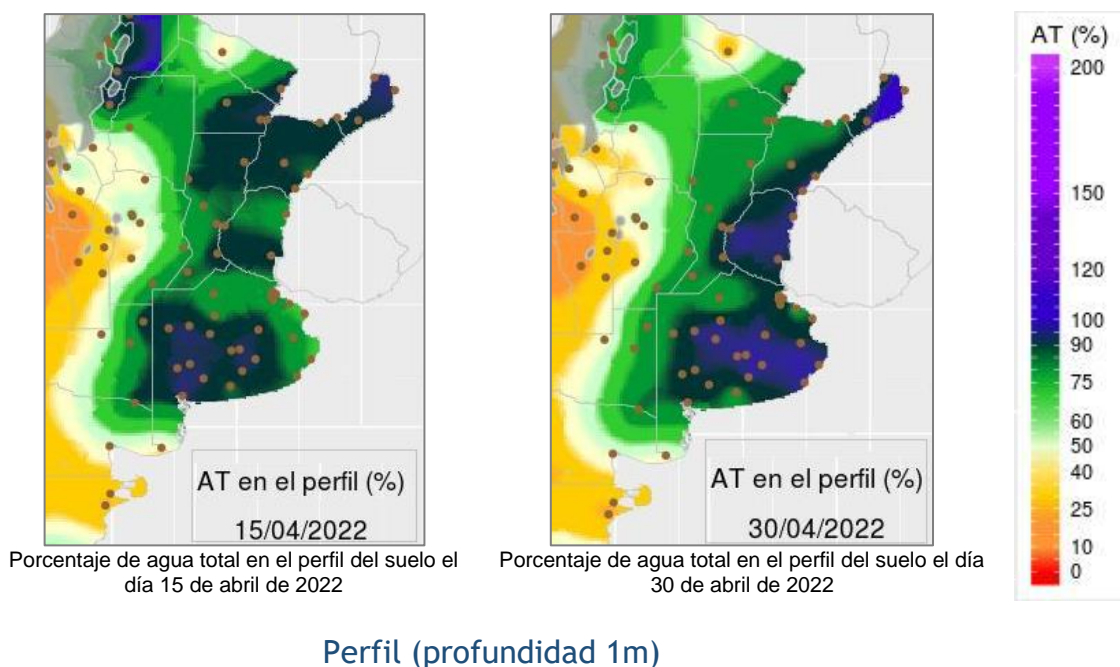 AT en el perfil (%)
15/04/2022
AT en el perfil (%)
30/04/2022
AT (%)
200
150
120
100
90
75
60
50
40
25
10
0
Porcentaje de agua total en el perfil del suelo el
día 15 de abril de 2022
Porcentaje de agua total en el perfil del suelo el día
30 de abril de 2022
Perfil (profundidad 1m)